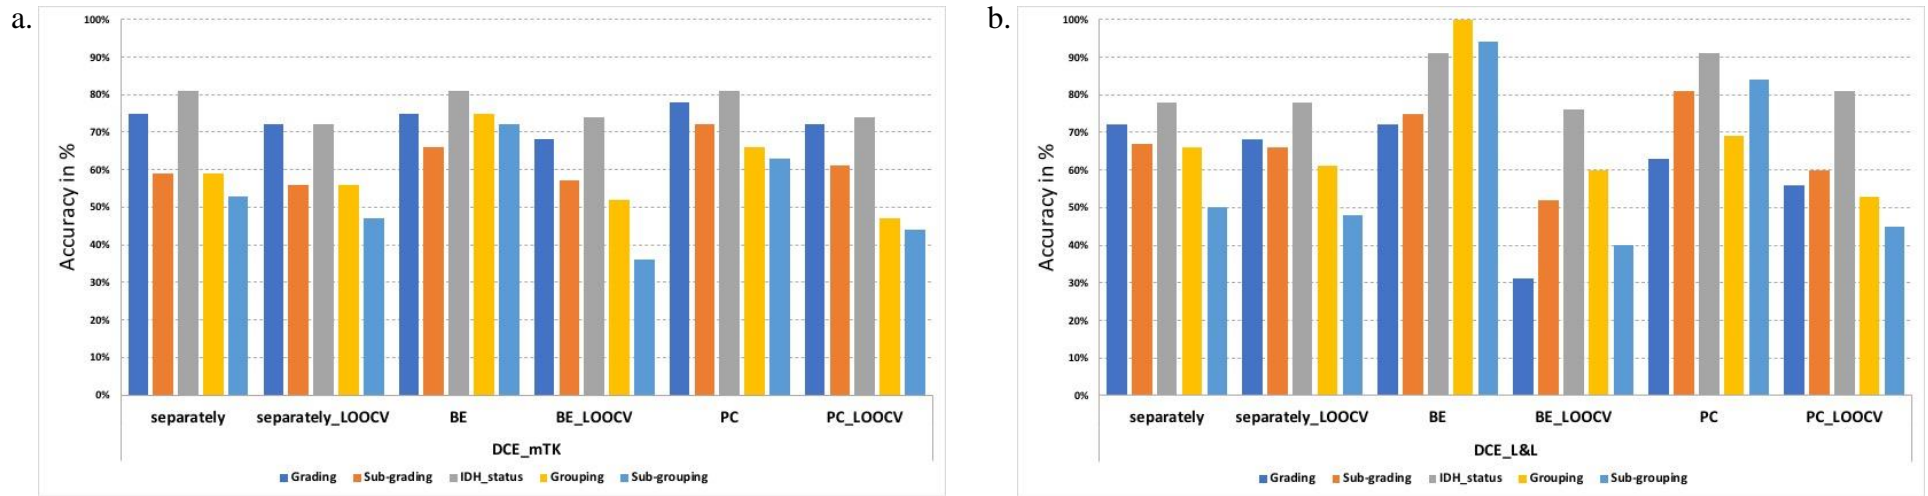 a.
100%
90%
80%
70%
60%
50%
40%
30%
20%
10%
0%
Accuracy in %
separately separately_LOOCV BE BE_LOOCV PC PC_LOOCV
DCE_mTK
Grading Sub-grading IDH_status Grouping Sub-grouping
b.
100%
90%
80%
70%
60%
50%
40%
30%
20%
10%
0%
Accuracy in %
separately separately_LOOCV BE BE_LOOCV PC PC_LOOCV
DCE_L&L
Grading Sub-grading IDH_status Grouping Sub-grouping